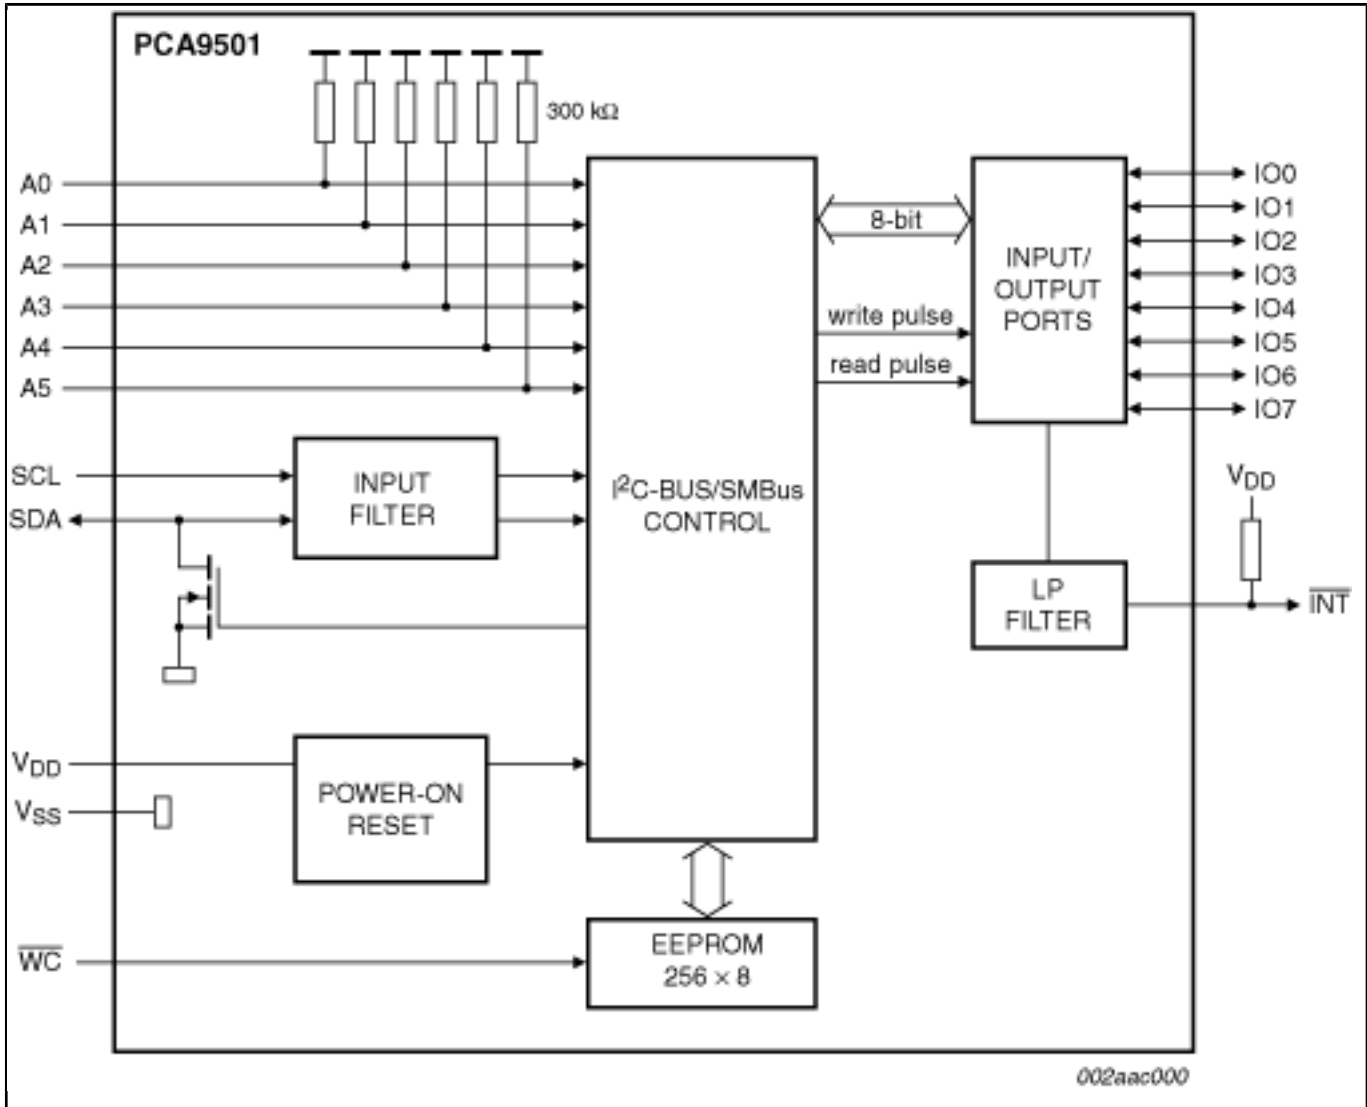 PCA9501
300 kΩ
A0
A1
A2
A3
A4
A5
SCL
SDA
INPUT
FILTER
I²C-BUS/SMBus
CONTROL
8-bit
write pulse
read pulse
INPUT/
OUTPUT
PORTS
IO0
IO1
IO2
IO3
IO4
IO5
IO6
IO7
VDD
LP
FILTER
INT
VDD
VSS
POWER-ON
RESET
WC
EEPROM
256 × 8
002aac000